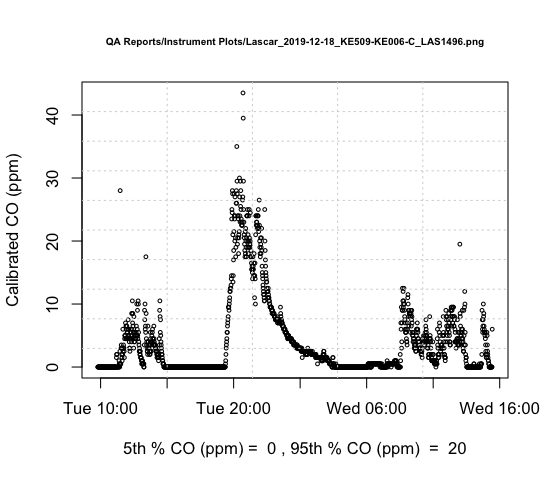 QA Reports/Instrument Plots/Lascar_2019-12-18_KE509-KE006-C_LAS1496.png
40
30
20
10
0
Calibrated CO (ppm)
Tue 10:00 Tue 20:00 Wed 06:00 Wed 16:00
5th % CO (ppm) = 0 , 95th % CO (ppm) = 20